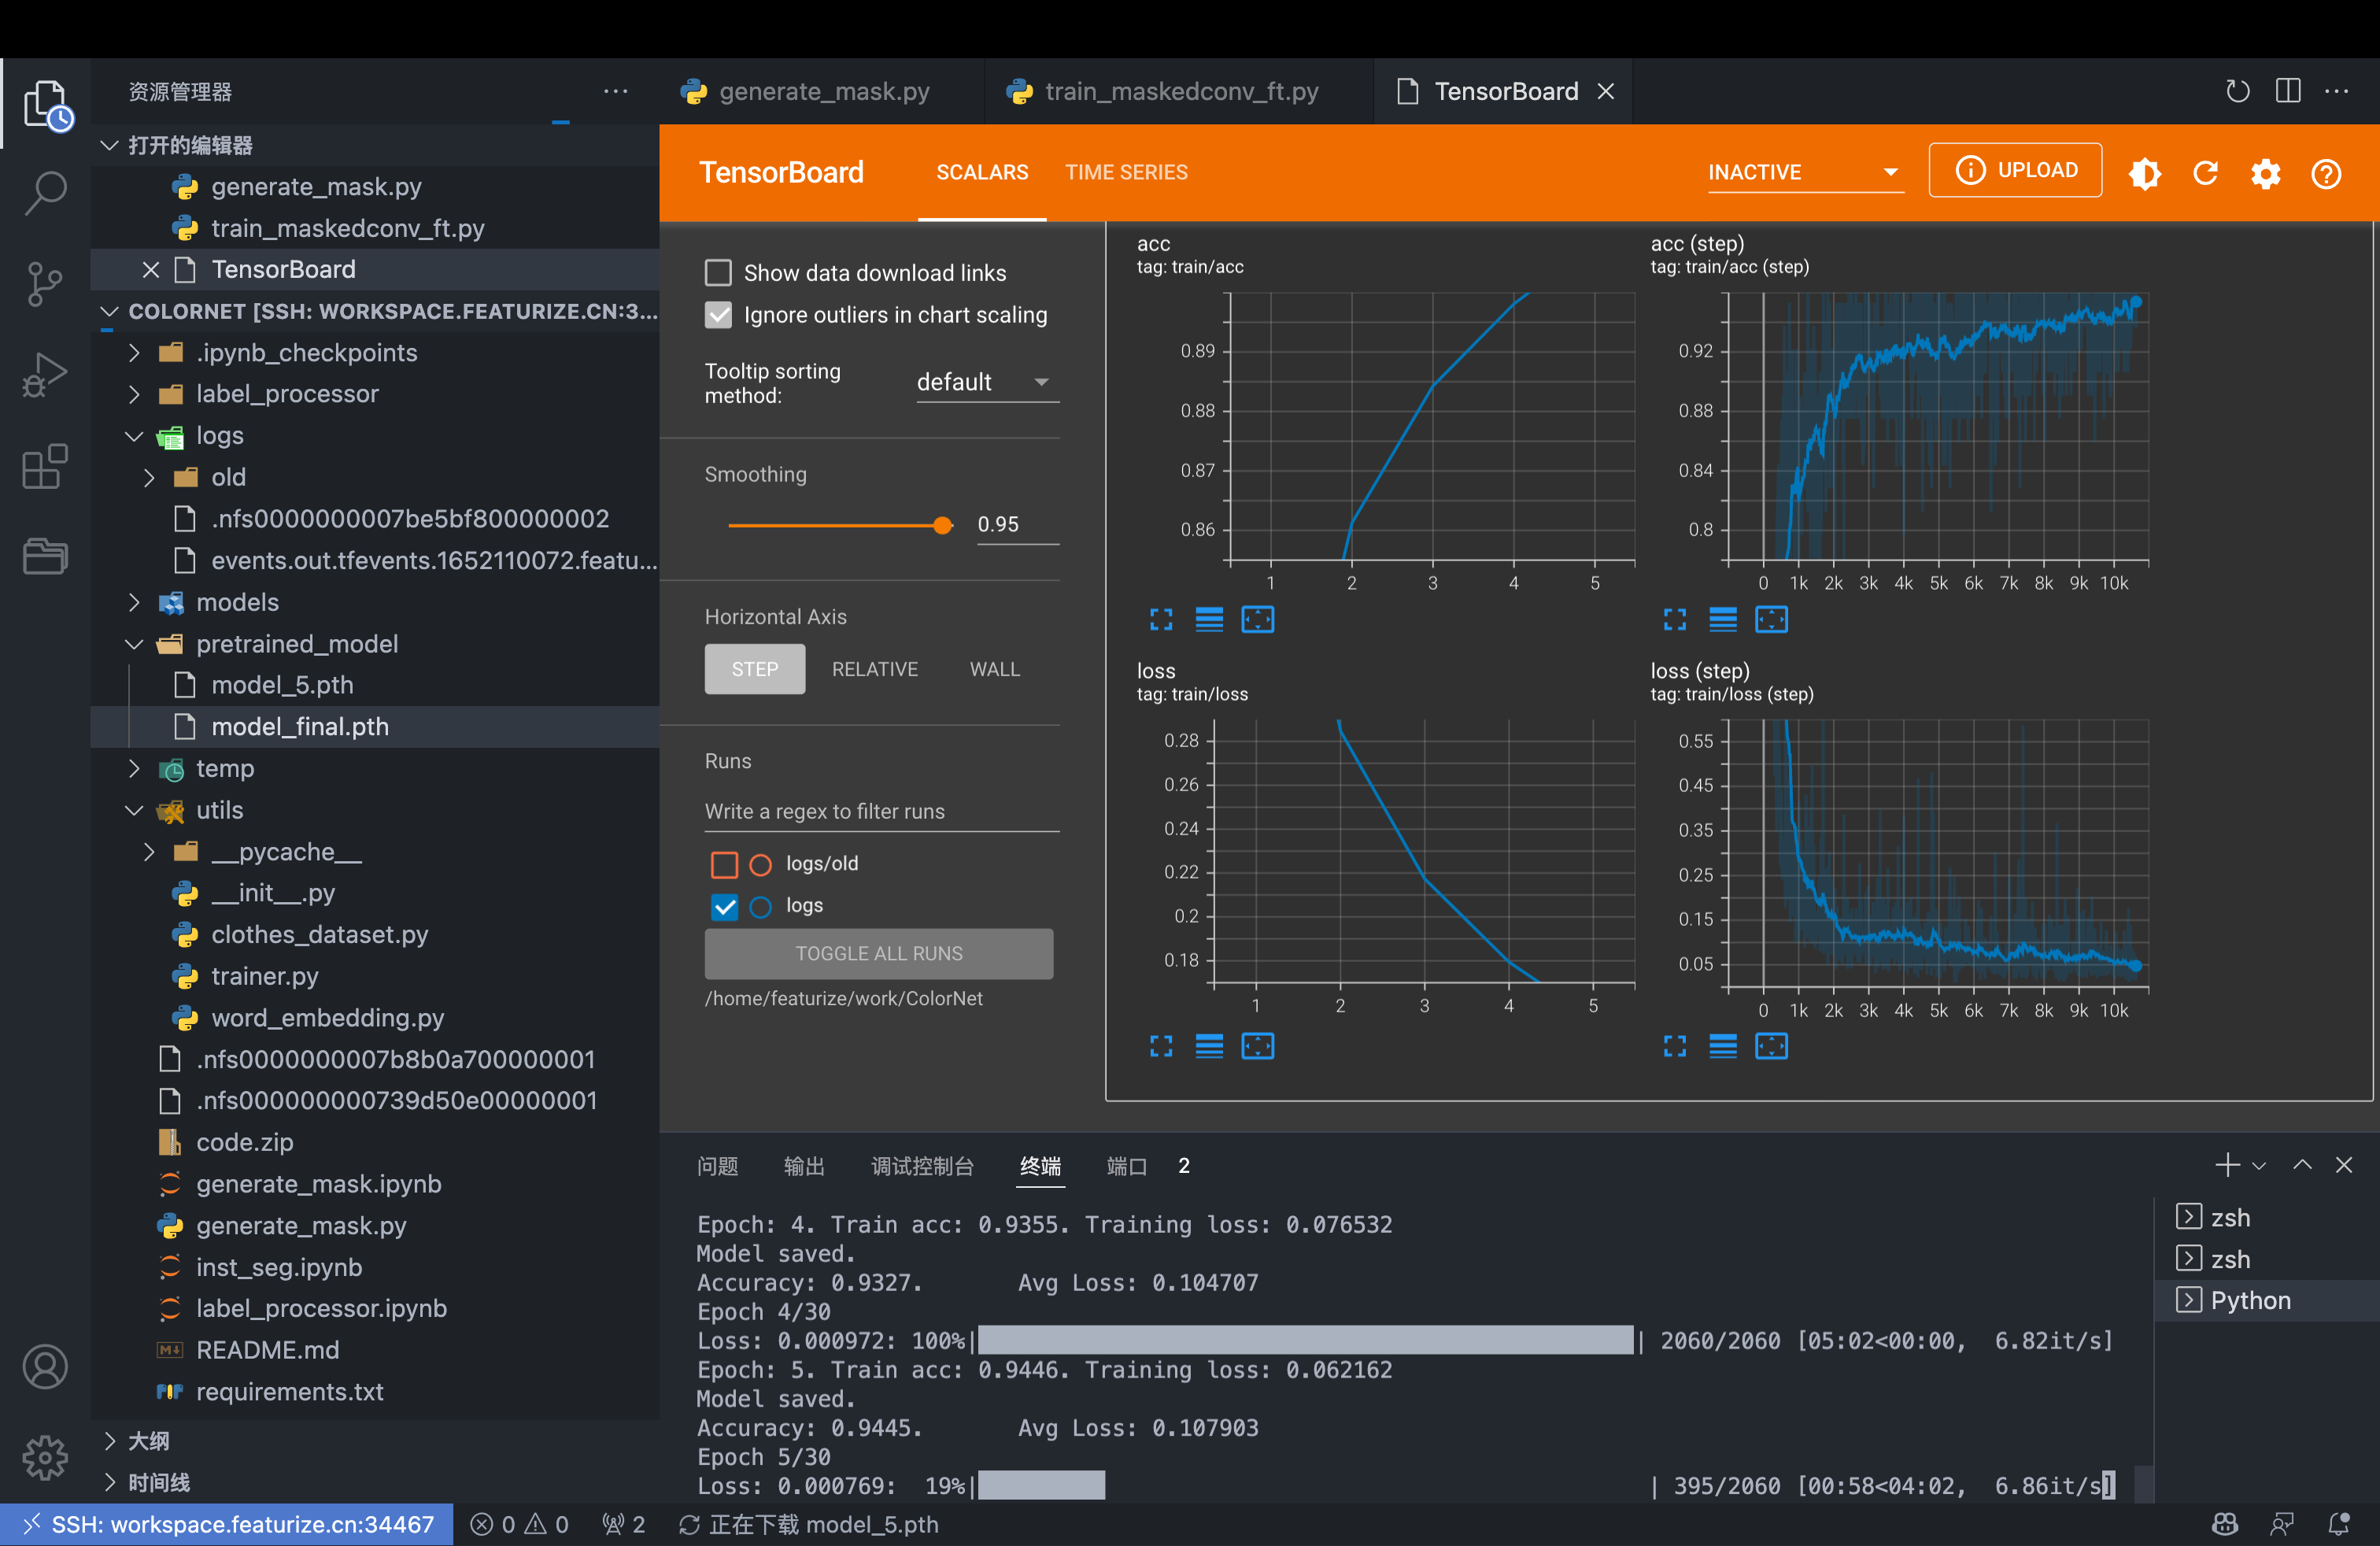 资源管理器
打开的编辑器
generate_mask.py
train_maskedconv_ft.py
TensorBoard
COLORNET [SSH: WORKSPACE.FEATURIZE.CN:3...
.ipynb_checkpoints
label_processor
logs
old
.nfs0000000007be5bf800000002
events.out.tfevents.1652110072.featu...
models
pretrained_model
model_5.pth
model_final.pth
temp
utils
__pycache__
__init__.py
clothes_dataset.py
trainer.py
word_embedding.py
.nfs0000000007b8b0a700000001
.nfs000000000739d50e00000001
code.zip
generate_mask.ipynb
generate_mask.py
inst_seg.ipynb
label_processor.ipynb
README.md
requirements.txt
大纲
时间线
generate_mask.py
train_maskedconv_ft.py
TensorBoard
TensorBoard
SCALARS
TIME SERIES
INACTIVE
UPLOAD
Show data download links
Ignore outliers in chart scaling
Tooltip sorting
method:
default
Smoothing
0.95
Horizontal Axis
STEP
RELATIVE
WALL
Runs
Write a regex to filter runs
logs/old
logs
TOGGLE ALL RUNS
/home/featurize/work/ColorNet
acc
tag: train/acc
0.89
0.88
0.87
0.86
1 2 3 4 5
acc (step)
tag: train/acc (step)
0.92
0.88
0.84
0.8
0 1k 2k 3k 4k 5k 6k 7k 8k 9k 10k
loss
tag: train/loss
0.28
0.26
0.24
0.22
0.2
0.18
1 2 3 4 5
loss (step)
tag: train/loss (step)
0.55
0.45
0.35
0.25
0.15
0.05
0 1k 2k 3k 4k 5k 6k 7k 8k 9k 10k
问题
输出
调试控制台
终端
端口
2
Epoch: 4. Train acc: 0.9355. Training loss: 0.076532
Model saved.
Accuracy: 0.9327. Avg Loss: 0.104707
Epoch 4/30
Loss: 0.000972: 100%| | 2060/2060 [05:02<00:00, 6.82it/s]
Epoch: 5. Train acc: 0.9446. Training loss: 0.062162
Model saved.
Accuracy: 0.9445. Avg Loss: 0.107903
Epoch 5/30
Loss: 0.000769: 19%| | 395/2060 [00:58<04:02, 6.86it/s]
zsh
zsh
Python
SSH: workspace.featurize.cn:34467
0
0
2
正在下载 model_5.pth